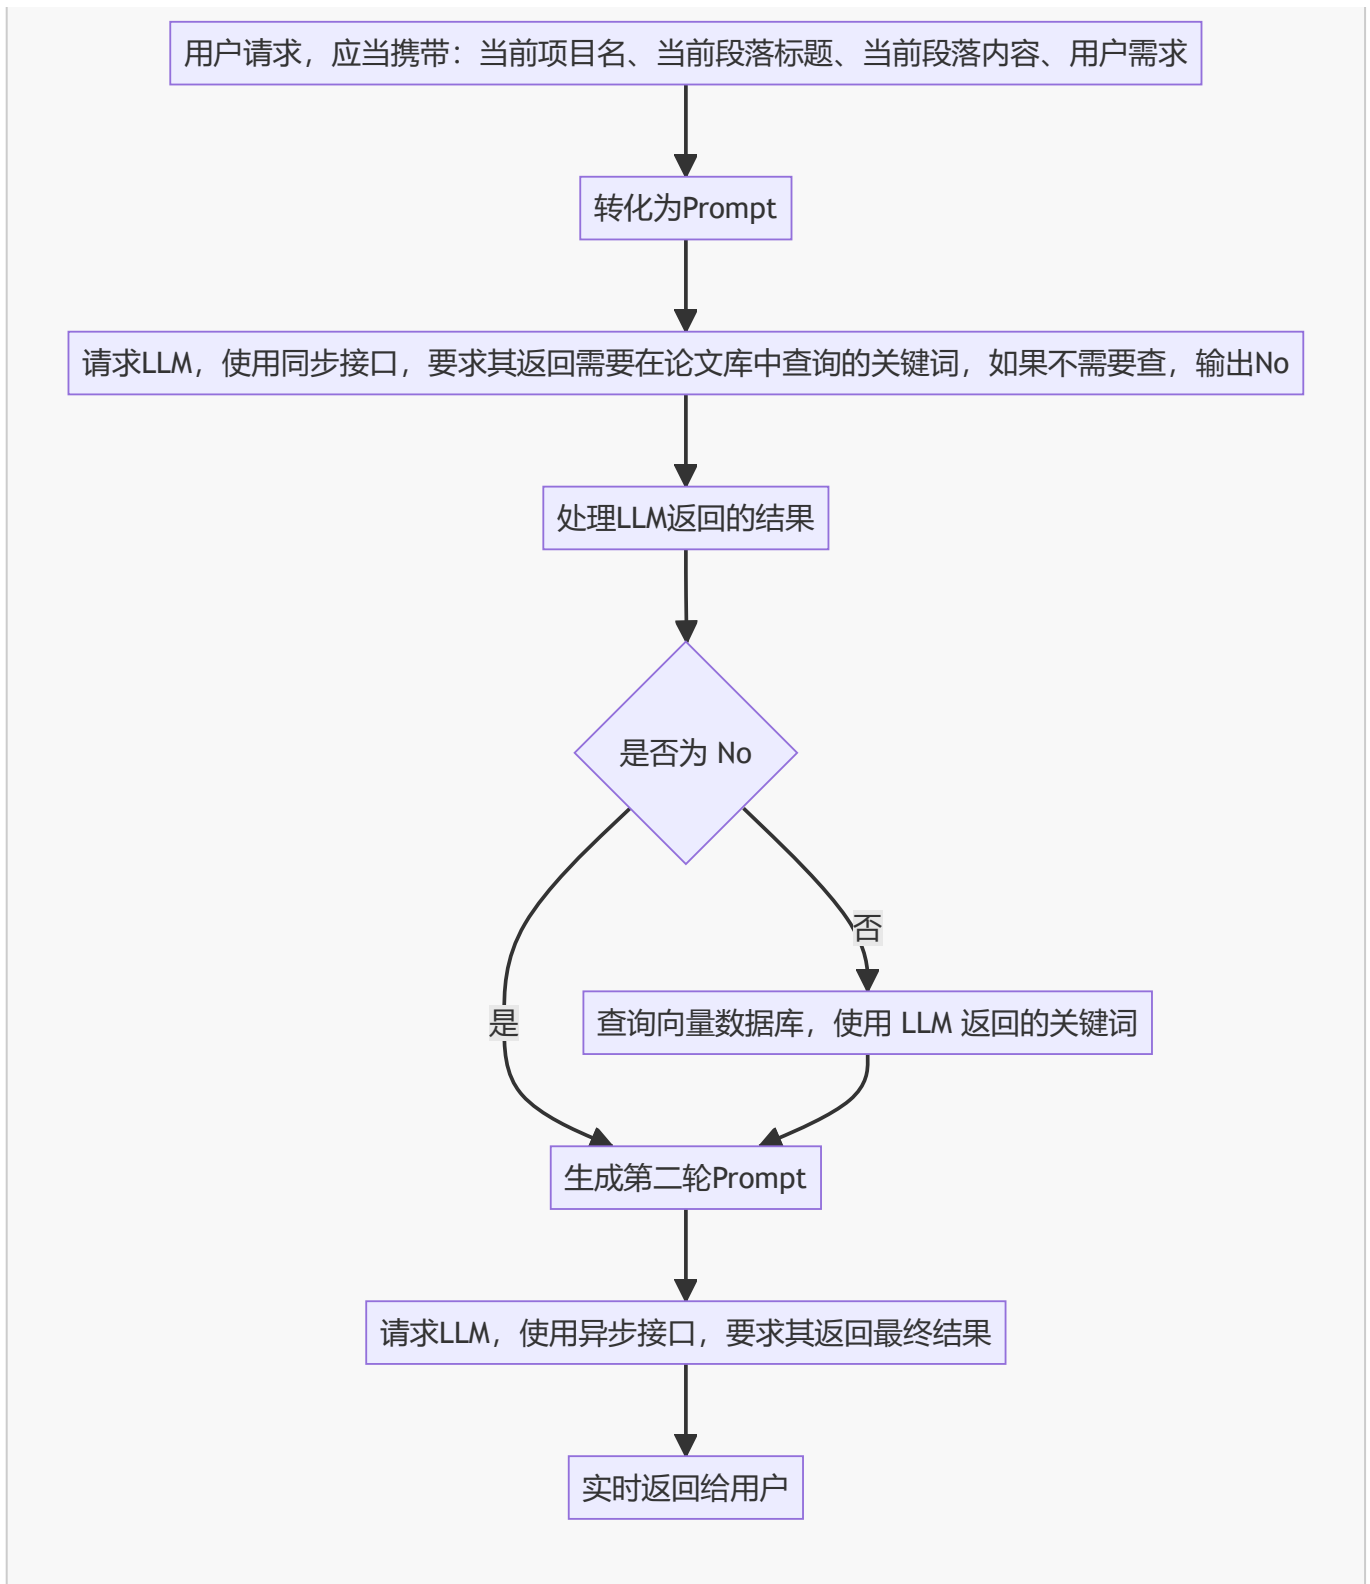 用户请求，应当携带：当前项目名、当前段落标题、当前段落内容、用户需求
转化为Prompt
请求LLM，使用同步接口，要求其返回需要在论文库中查询的关键词，如果不需要查，输出No
处理LLM返回的结果
是否为 No
否
是
查询向量数据库，使用 LLM 返回的关键词
生成第二轮Prompt
请求LLM，使用异步接口，要求其返回最终结果
实时返回给用户